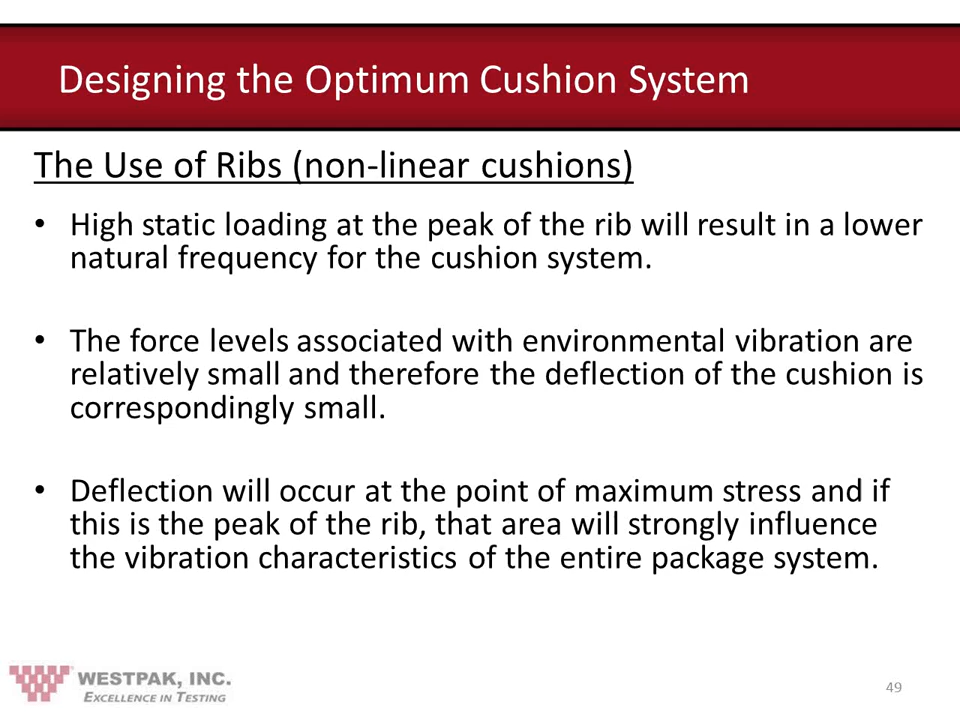 Designing the Optimum Cushion System
The Use of Ribs (non-linear cushions)
• High static loading at the peak of the rib will result in a lower
natural frequency for the cushion system.
• The force levels associated with environmental vibration are
relatively small and therefore the deflection of the cushion is
correspondingly small.
• Deflection will occur at the point of maximum stress and if
this is the peak of the rib, that area will strongly influence
the vibration characteristics of the entire package system.
WESTPAK, INC.
EXCELLENCE IN TESTING
49